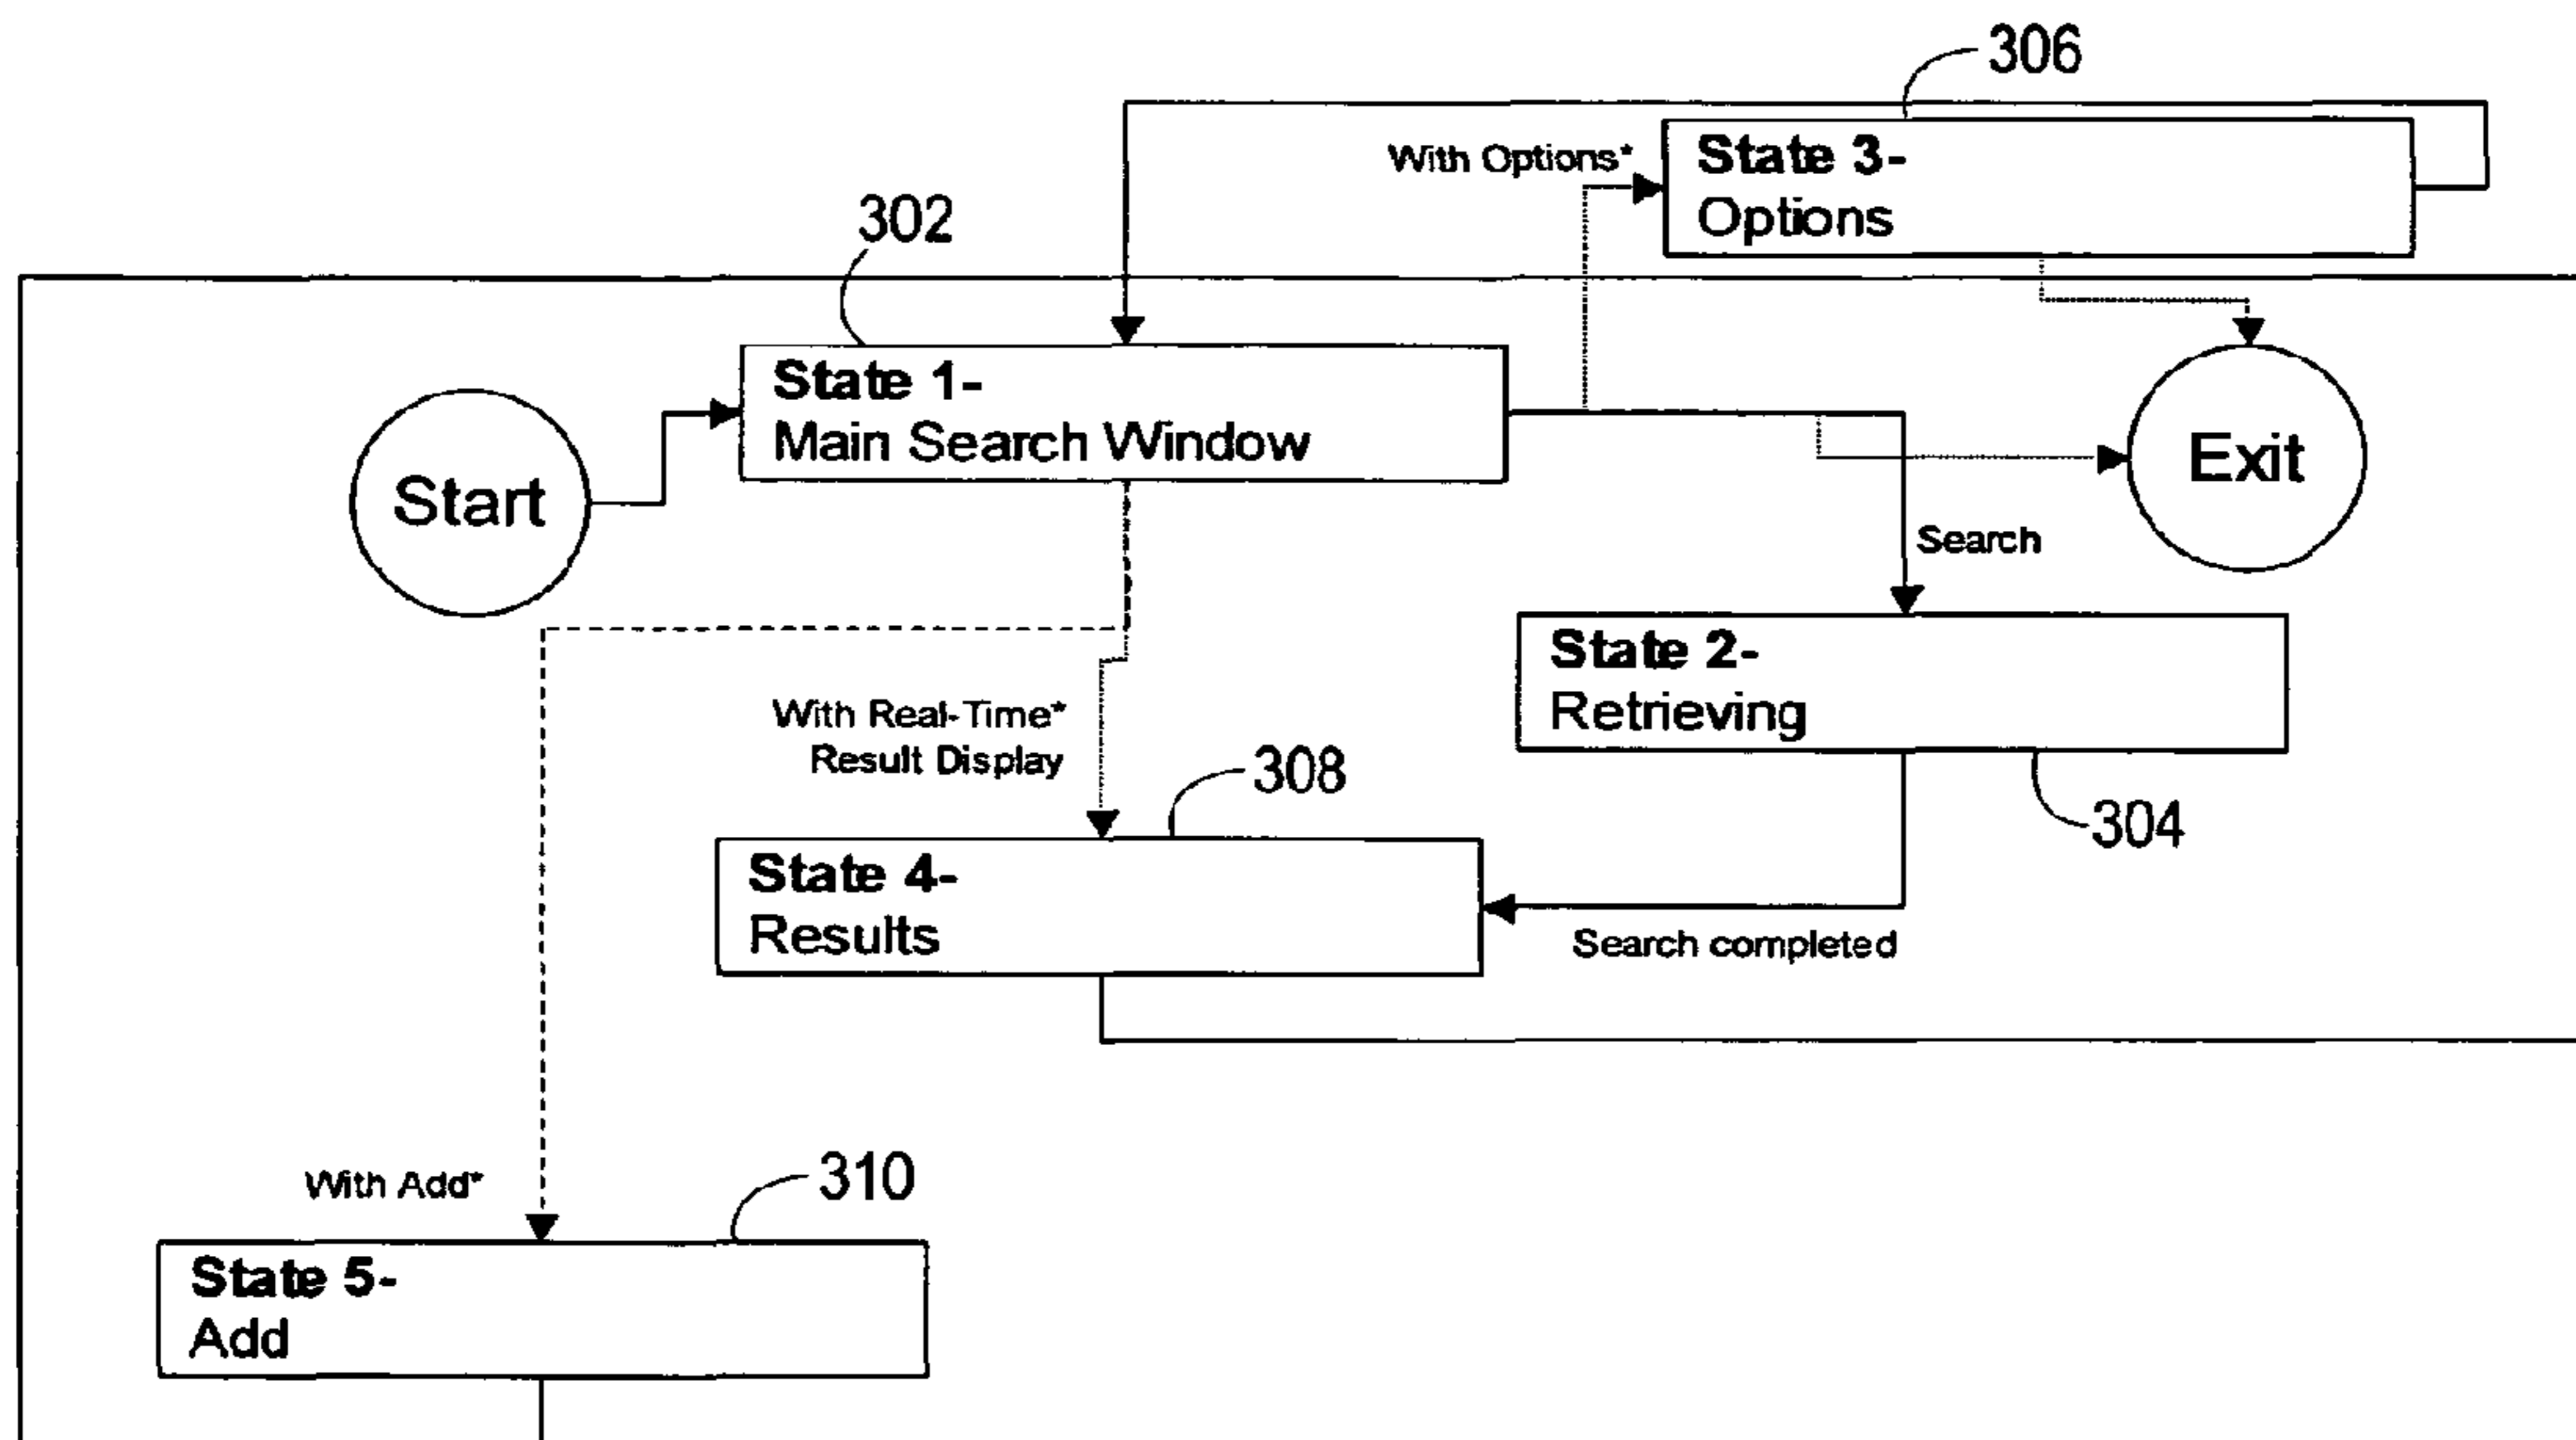 306
With Options*
State 3-
Options
302
State 1-
Main Search Window
Start
Exit
Search
State 2-
Retrieving
With Real-Time*
Result Display
308
304
State 4-
Results
Search completed
With Add*
310
State 5-
Add